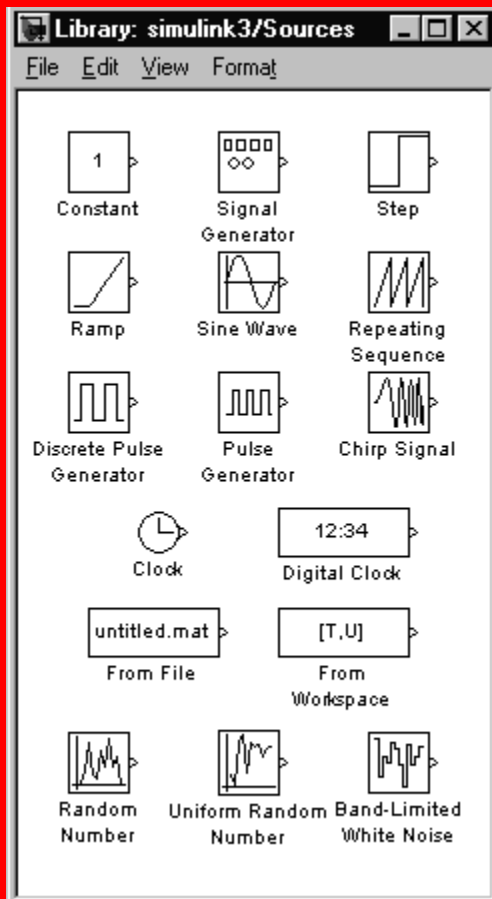 Library: simulink3/Sources
File Edit View Format
1
Constant
Signal
Generator
Step
Ramp
Sine Wave
Repeating
Sequence
Discrete Pulse
Generator
Pulse
Generator
Chirp Signal
Clock
12:34
Digital Clock
untitled.mat
From File
[T,U]
From
Workspace
Random
Number
Uniform Random
Number
Band-Limited
White Noise